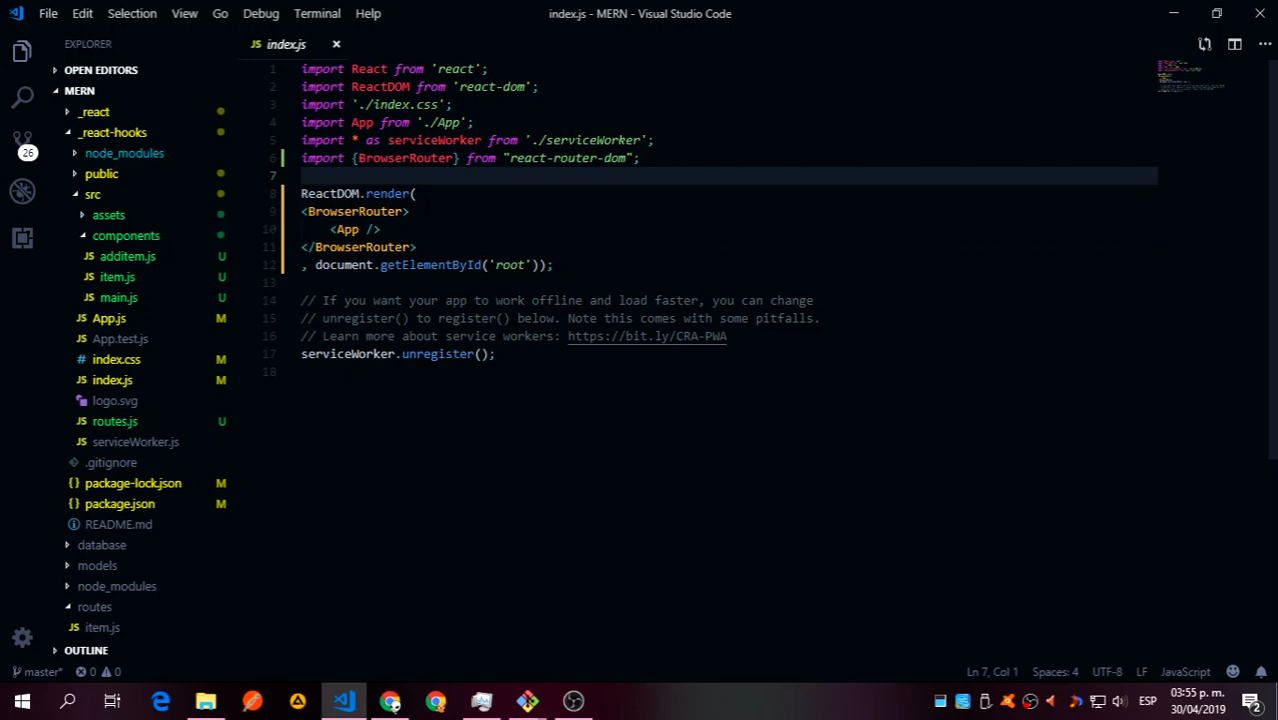 File Edit Selection View Go Debug Terminal Help
index.js - MERN - Visual Studio Code
EXPLORER
OPEN EDITORS
MERN
_react
_react-hooks
node_modules
public
src
assets
components
JS additem.js U
JS item.js U
JS main.js U
JS App.js M
JS App.test.js
# index.css M
JS index.js M
logo.svg
JS routes.js U
JS serviceWorker.js
.gitignore
{} package-lock.json M
{} package.json M
README.md
database
models
node_modules
routes
JS item.js
OUTLINE
26
JS index.js
1 import React from 'react';
2 import ReactDOM from 'react-dom';
3 import './index.css';
4 import App from './App';
5 import * as serviceWorker from './serviceWorker';
6 import {BrowserRouter} from "react-router-dom";
7
8 ReactDOM.render(
9 <BrowserRouter>
10 <App />
11 </BrowserRouter>
12 , document.getElementById('root'));
13
14 // If you want your app to work offline and load faster, you can change
15 // unregister() to register() below. Note this comes with some pitfalls.
16 // Learn more about service workers: https://bit.ly/CRA-PWA
17 serviceWorker.unregister();
18
master* 0 0
Ln 7, Col 1 Spaces: 4 UTF-8 LF JavaScript
ESP
03:55 p. m.
30/04/2019
2